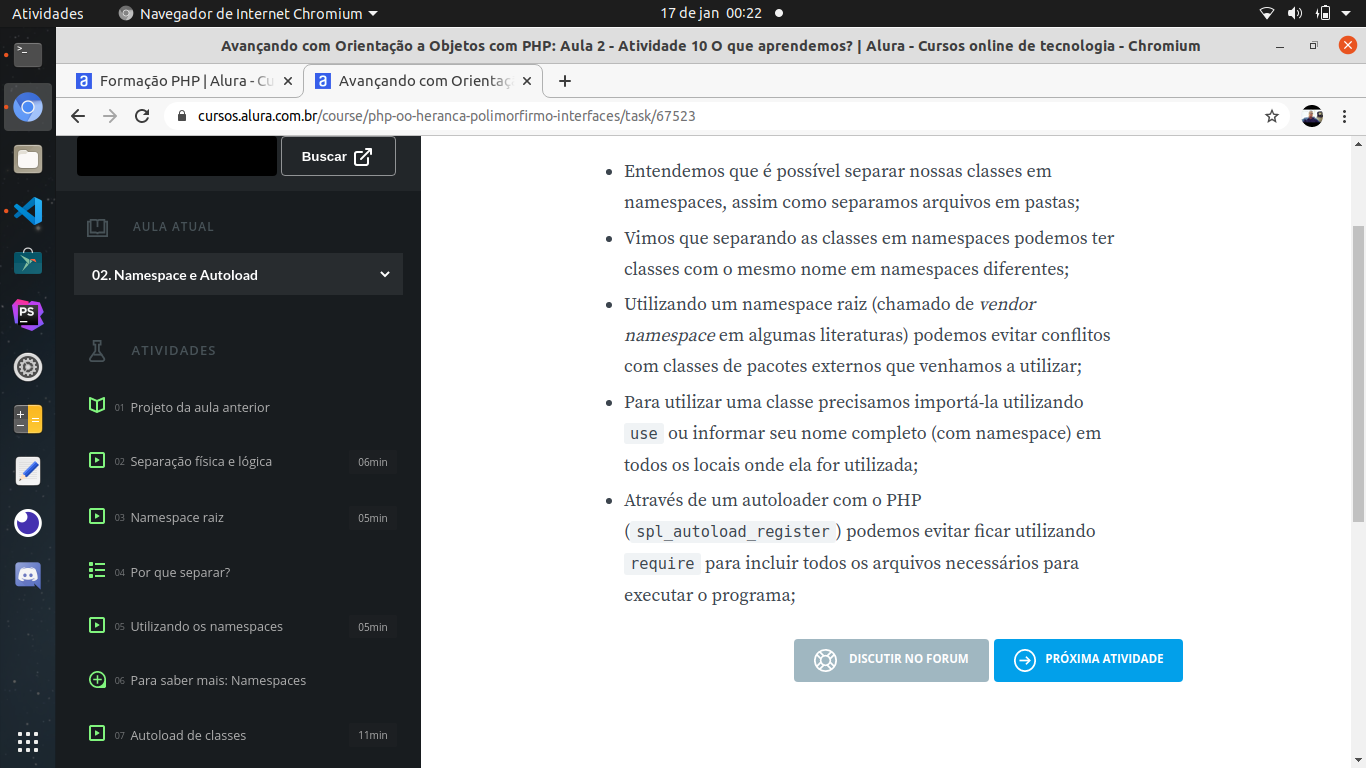 Atividades
Navegador de Internet Chromium
17 de jan 00:22
Avançando com Orientação a Objetos com PHP: Aula 2 - Atividade 10 O que aprendemos? | Alura - Cursos online de tecnologia - Chromium
Formação PHP | Alura - Cu
Avançando com Orientaç
cursos.alura.com.br/course/php-oo-heranca-polimorfirmo-interfaces/task/67523
Buscar
AULA ATUAL
02. Namespace e Autoload
ATIVIDADES
01 Projeto da aula anterior
02 Separação física e lógica 06min
03 Namespace raiz 05min
04 Por que separar?
05 Utilizando os namespaces 05min
06 Para saber mais: Namespaces
07 Autoload de classes 11min
Entendemos que é possível separar nossas classes em
namespaces, assim como separamos arquivos em pastas;
Vimos que separando as classes em namespaces podemos ter
classes com o mesmo nome em namespaces diferentes;
Utilizando um namespace raiz (chamado de vendor
namespace em algumas literaturas) podemos evitar conflitos
com classes de pacotes externos que venhamos a utilizar;
Para utilizar uma classe precisamos importá-la utilizando
use ou informar seu nome completo (com namespace) em
todos os locais onde ela for utilizada;
Através de um autoloader com o PHP
( spl_autoload_register ) podemos evitar ficar utilizando
require para incluir todos os arquivos necessários para
executar o programa;
DISCUTIR NO FORUM
PRÓXIMA ATIVIDADE
PS